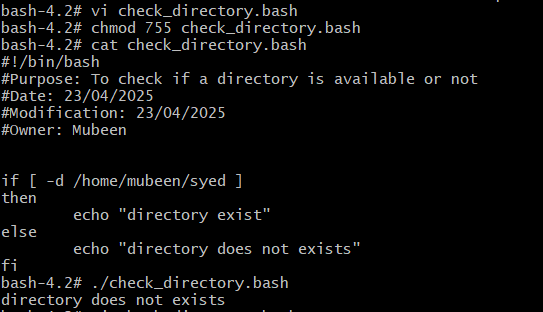 bash-4.2# vi check_directory.bash
bash-4.2# chmod 755 check_directory.bash
bash-4.2# cat check_directory.bash
#!/bin/bash
#Purpose: To check if a directory is available or not
#Date: 23/04/2025
#Modification: 23/04/2025
#Owner: Mubeen
if [ -d /home/mubeen/syed ]
then
        echo "directory exist"
else
        echo "directory does not exists"
fi
bash-4.2# ./check_directory.bash
directory does not exists